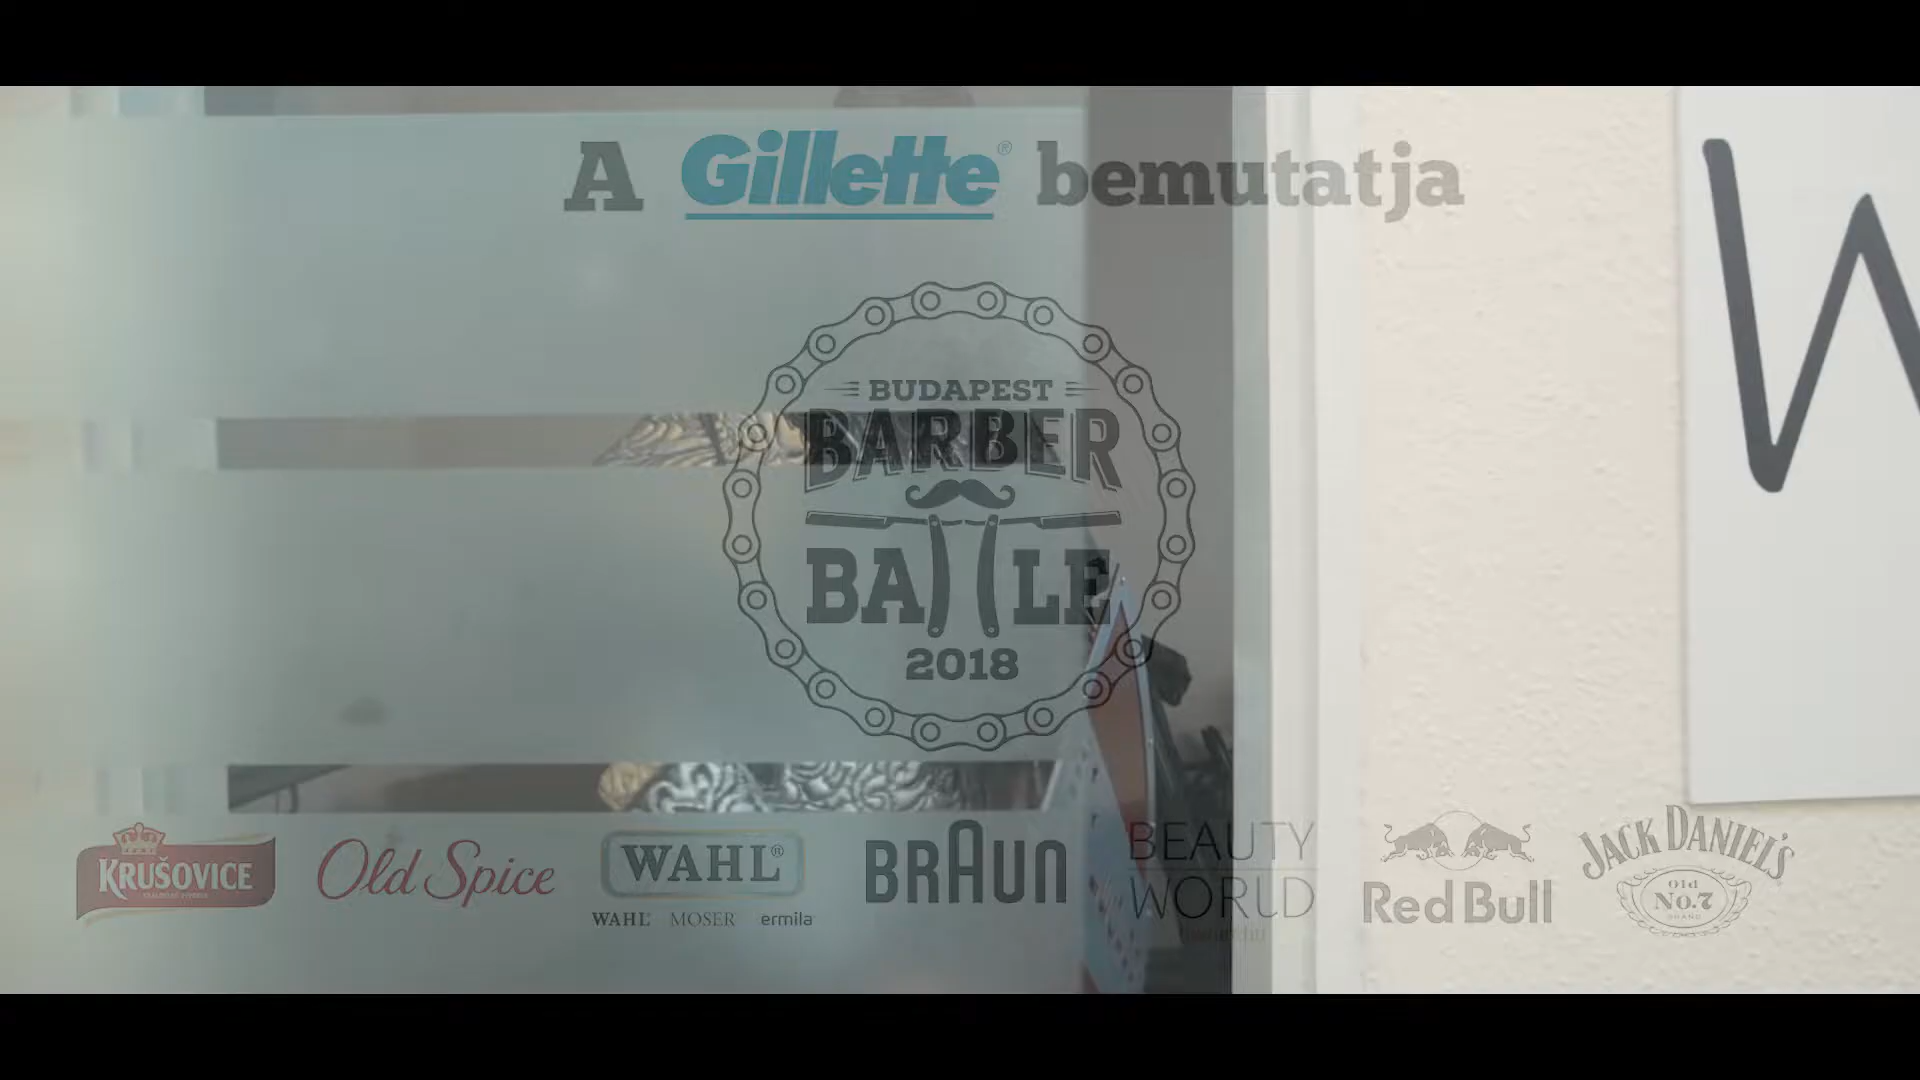 A Gillette® bemutatja
BUDAPEST
BARBER
BATTLE
2018
KRUŠOVICE
Old Spice
WAHL®
WAHL MOSER ermila
BRAUN
BEAUTY
WORLD
Red Bull
JACK DANIEL'S
Old
No.7
BRAND
W